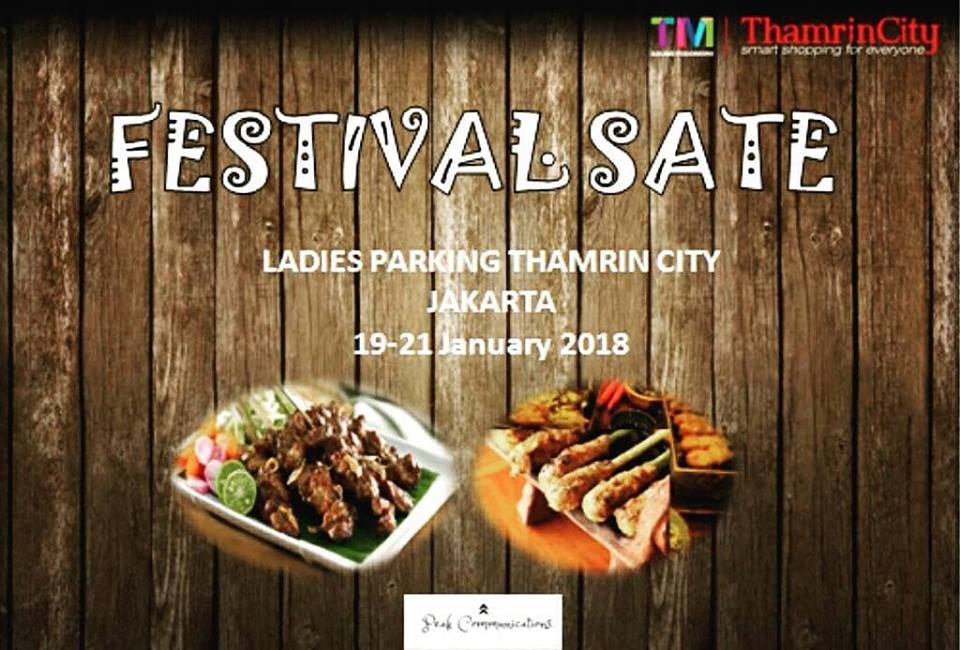 TM
ThamrinCity
smart shopping for everyone
FESTIVAL SATE
LADIES PARKING THAMRIN CITY
JAKARTA
19-21 January 2018
Peak Communications